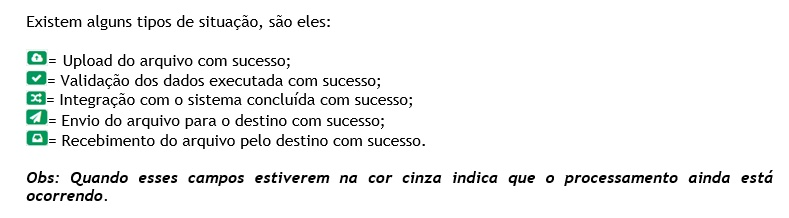 Existem alguns tipos de situação, são eles:
= Upload do arquivo com sucesso;
= Validação dos dados executada com sucesso;
= Integração com o sistema concluída com sucesso;
= Envio do arquivo para o destino com sucesso;
= Recebimento do arquivo pelo destino com sucesso.
Obs: Quando esses campos estiverem na cor cinza indica que o processamento ainda está
ocorrendo.